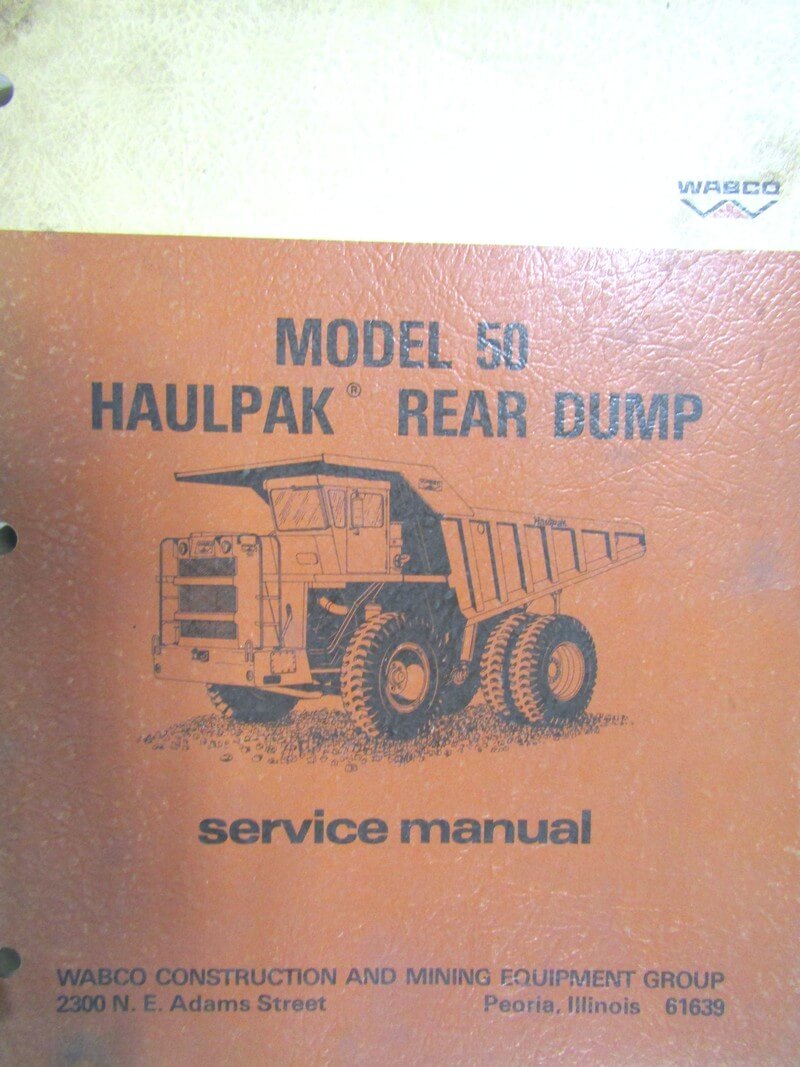 WABCO
MODEL 50
HAULPAK® REAR DUMP
Haulpak
service manual
WABCO CONSTRUCTION AND MINING EQUIPMENT GROUP
2300 N. E. Adams Street Peoria, Illinois 61639